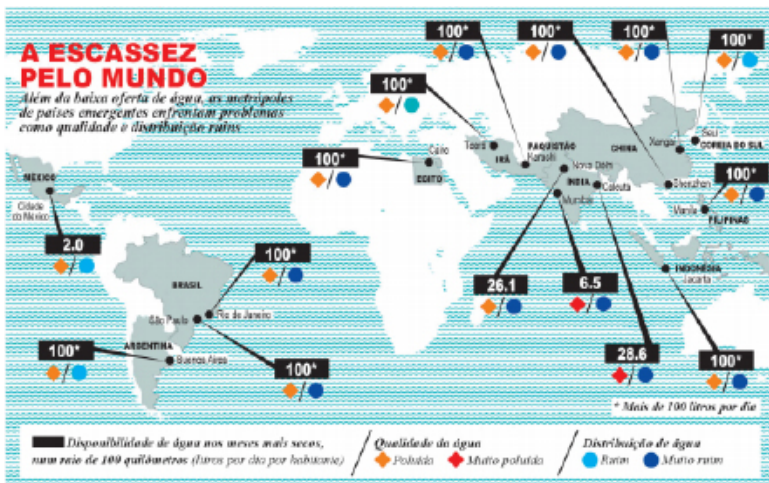 A ESCASSEZ
PELO MUNDO
Além da baixa oferta de água, as metrópoles
de países emergentes enfrentam problemas
como qualidade e distribuição ruins
100*
100*
100*
100*
100*
100*
MÉXICO
Cidade
do México
2.0
Cairo
EGITO
Teerã
IRÃ
PAQUISTÃO
Karachi
Nova Délhi
ÍNDIA
Mumbai
Calcutá
CHINA
Xangai
Seul
COREIA DO SUL
Shenzhen
100*
Manila
FILIPINAS
INDONÉSIA
Jacarta
100*
BRASIL
Rio de Janeiro
São Paulo
26.1
6.5
100*
ARGENTINA
Buenos Aires
100*
28.6
100*
* Mais de 100 litros por dia
Disponibilidade de água nos meses mais secos,
num raio de 100 quilômetros (litros por dia por habitante)
Qualidade da água
Poluída
Muito poluída
Distribuição de água
Ruim
Muito ruim